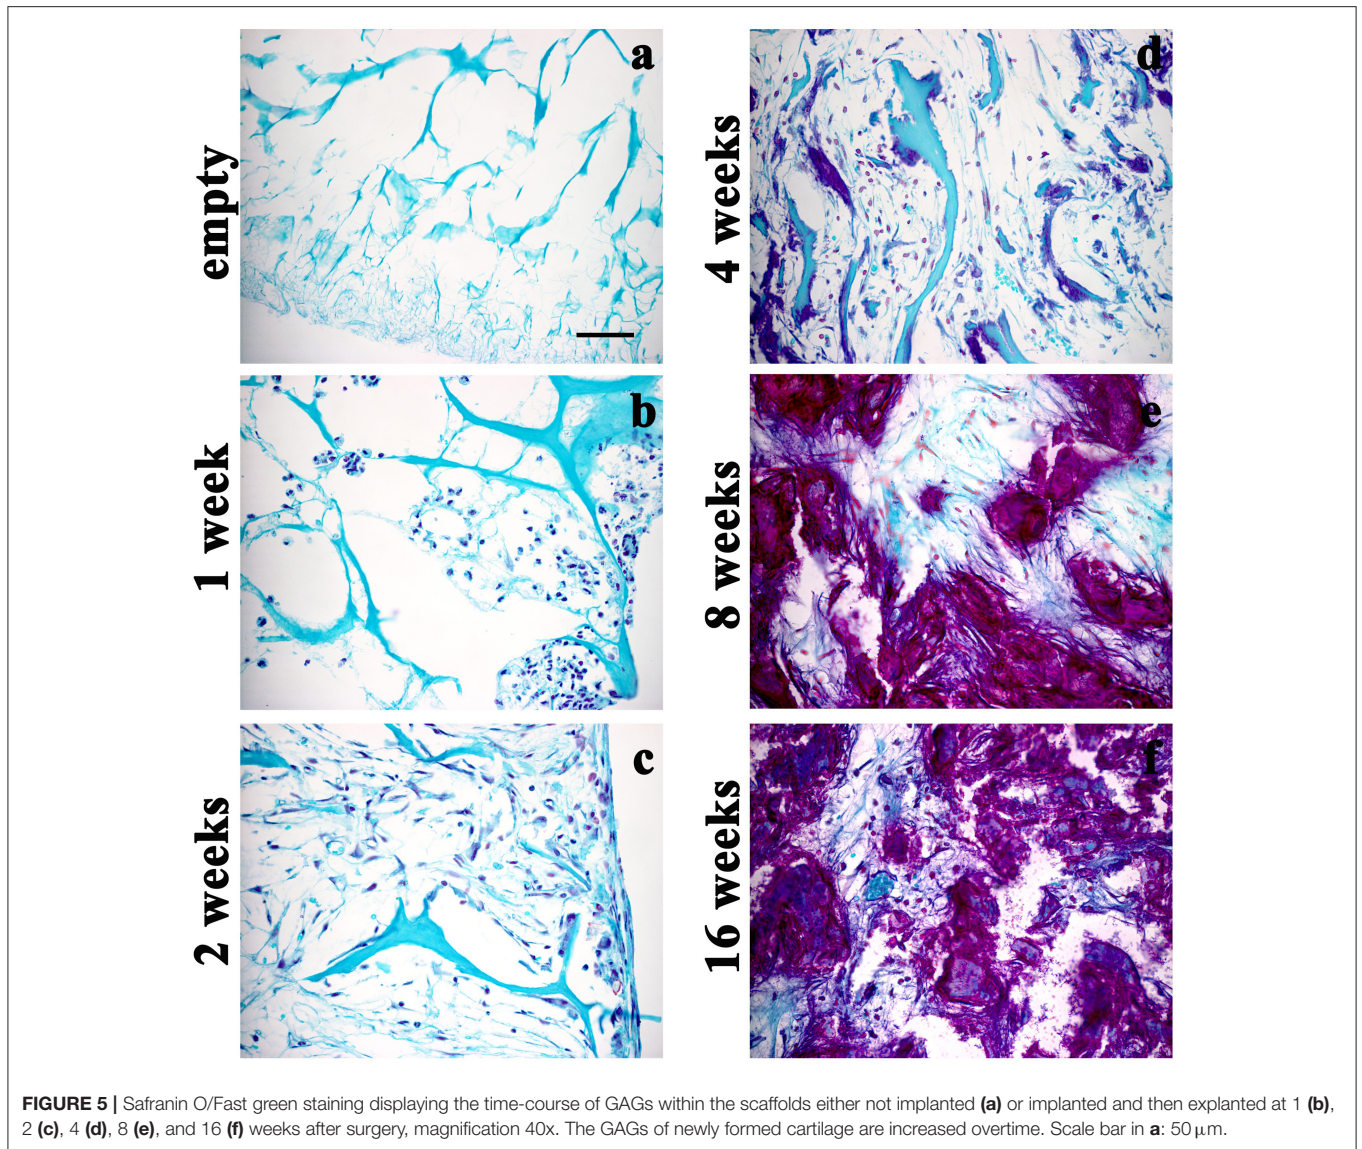 empty
a
1 week
b
2 weeks
c
4 weeks
d
8 weeks
e
16 weeks
f
FIGURE 5 | Safranin O/Fast green staining displaying the time-course of GAGs within the scaffolds either not implanted (a) or implanted and then explanted at 1 (b),
2 (c), 4 (d), 8 (e), and 16 (f) weeks after surgery, magnification 40x. The GAGs of newly formed cartilage are increased overtime. Scale bar in a: 50 μm.